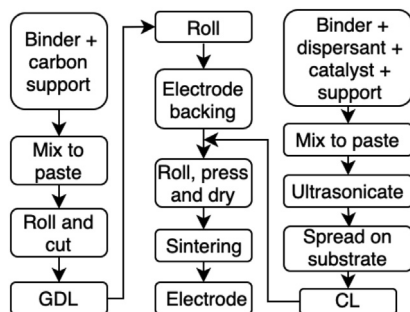 Binder +
carbon
support
Mix to
paste
Roll and
cut
GDL
Roll
Electrode
backing
Roll, press
and dry
Sintering
Electrode
Binder +
dispersant +
catalyst +
support
Mix to paste
Ultrasonicate
Spread on
substrate
CL